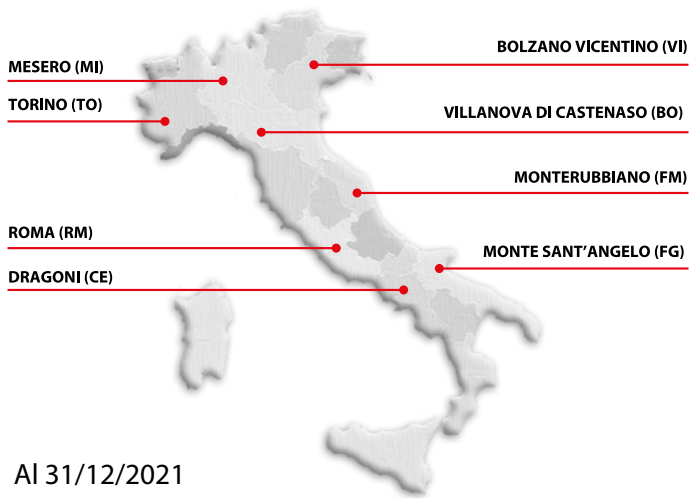 BOLZANO VICENTINO (VI)
MESERO (MI)
TORINO (TO)
VILLANOVA DI CASTENASO (BO)
MONTERUBBIANO (FM)
ROMA (RM)
MONTE SANT’ANGELO (FG)
DRAGONI (CE)
Al 31/12/2021